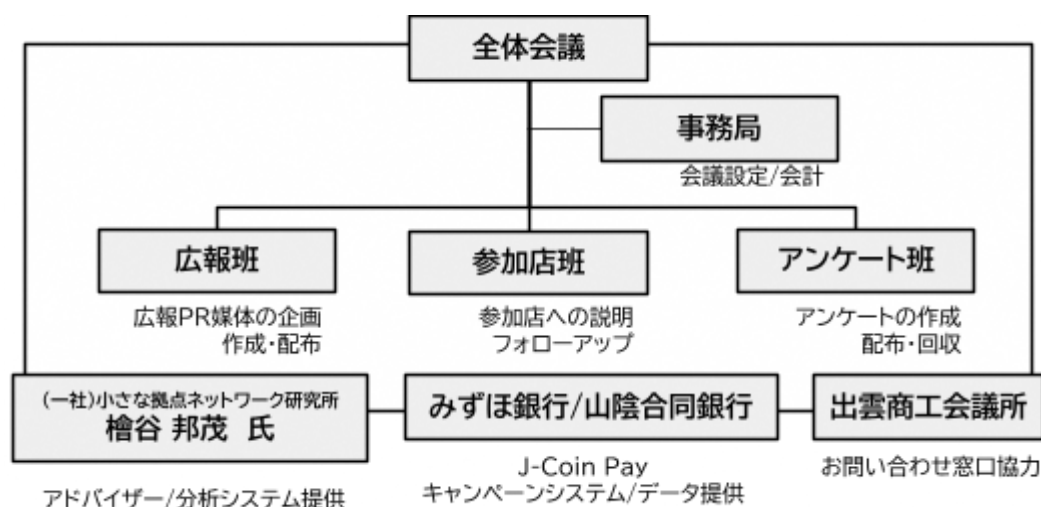 全体会議
事務局
会議設定/会計
広報班
参加店班
アンケート班
広報PR媒体の企画
作成・配布
参加店への説明
フォローアップ
アンケートの作成
配布・回収
(一社)小さな拠点ネットワーク研究所
檜谷 邦茂 氏
みずほ銀行/山陰合同銀行
出雲商工会議所
アドバイザー/分析システム提供
J-Coin Pay
キャンペーンシステム/データ提供
お問い合わせ窓口協力